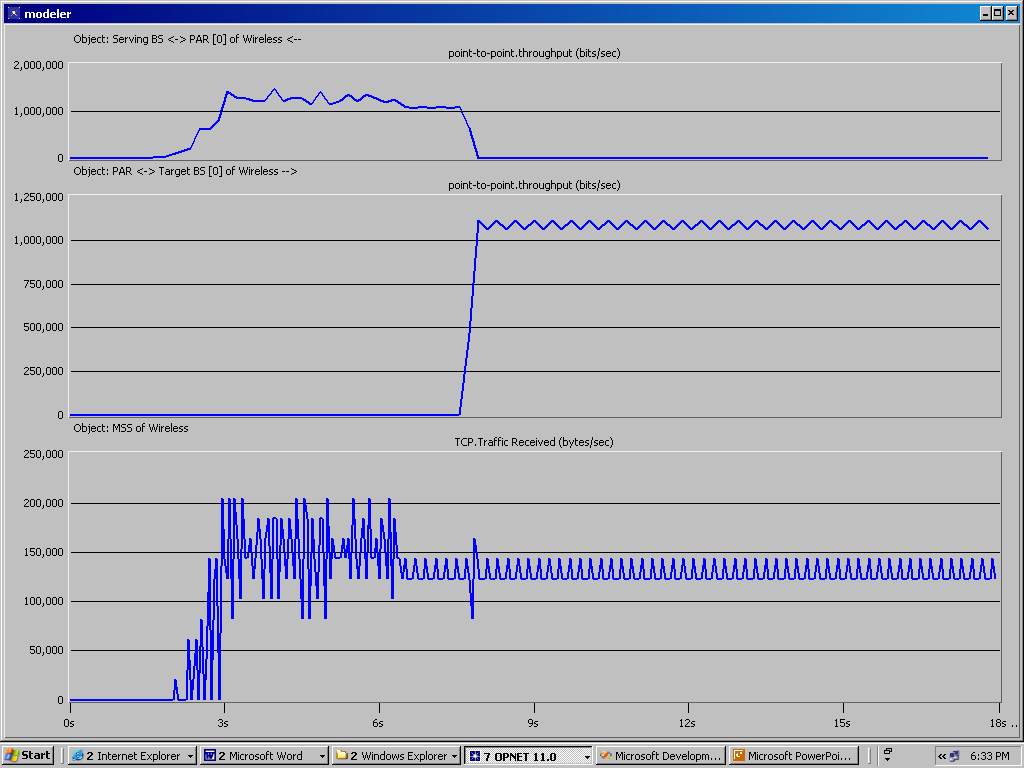 modeler
Object: Serving BS <-> PAR [0] of Wireless <--
point-to-point.throughput (bits/sec)
2,000,000
1,000,000
0
Object: PAR <-> Target BS [0] of Wireless -->
point-to-point.throughput (bits/sec)
1,250,000
1,000,000
750,000
500,000
250,000
0
Object: MSS of Wireless
TCP.Traffic Received (bytes/sec)
250,000
200,000
150,000
100,000
50,000
0
0s 3s 6s 9s 12s 15s 18s ..
Start 2 Internet Explorer 2 Microsoft Word 2 Windows Explorer 7 OPNET 11.0 Microsoft Developm... Microsoft PowerPoi... 6:33 PM